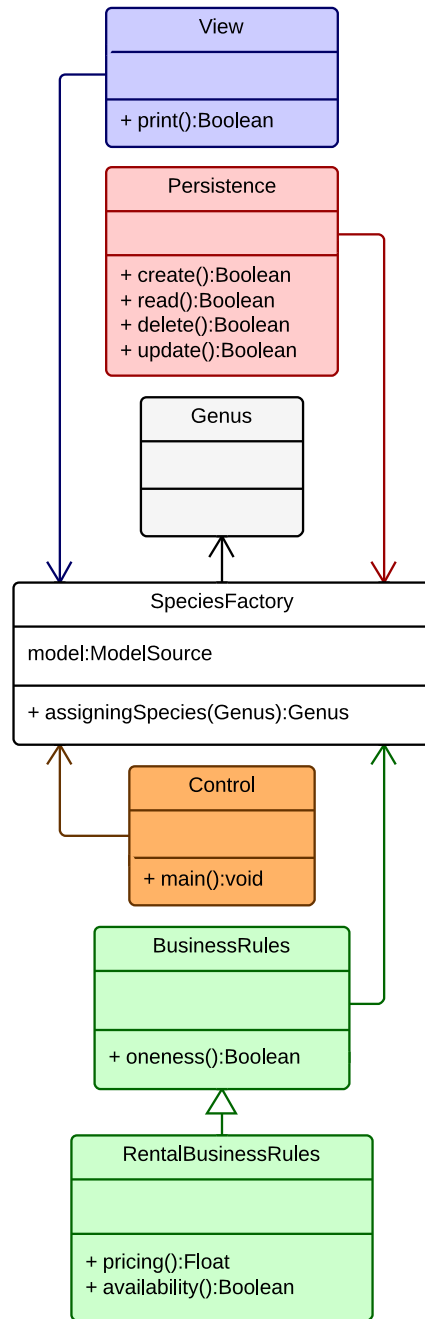 View
+ print():Boolean
Persistence
+ create():Boolean
+ read():Boolean
+ delete():Boolean
+ update():Boolean
Genus
SpeciesFactory
model:ModelSource
+ assigningSpecies(Genus):Genus
Control
+ main():void
BusinessRules
+ oneness():Boolean
RentalBusinessRules
+ pricing():Float
+ availability():Boolean